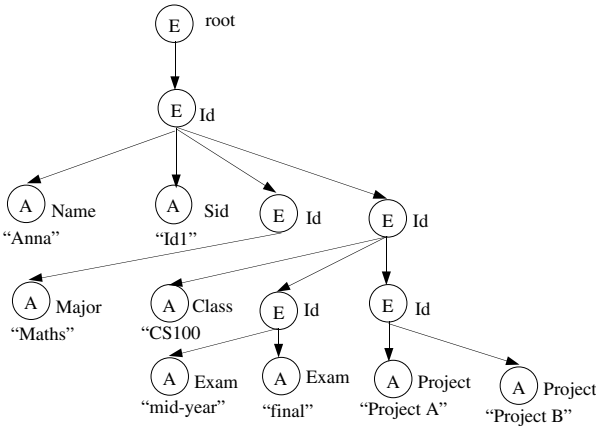 E root
E Id
A Name A Sid E Id E Id
“Anna” “Id1”
A Major A Class E Id E Id
“Maths” “CS100
A Exam A Exam A Project A Project
“mid-year” “final” “Project A” “Project B”